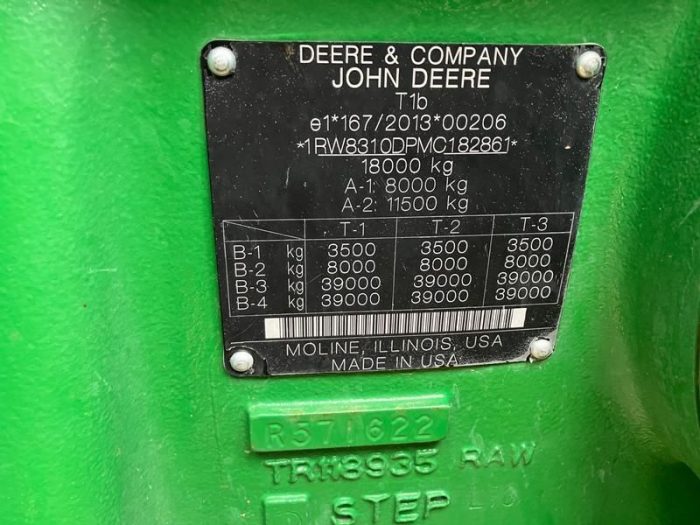 DEERE & COMPANY
JOHN DEERE
T1b
e1*167/2013*00206
*1RW8310DPMC182861*
18000 kg
A-1: 8000 kg
A-2: 11500 kg
T-1 T-2 T-3
B-1 kg 3500 3500 3500
B-2 kg 8000 8000 8000
B-3 kg 39000 39000 39000
B-4 kg 39000 39000 39000
MOLINE, ILLINOIS, USA
MADE IN USA
R571622
TR118935 RAW
STEP